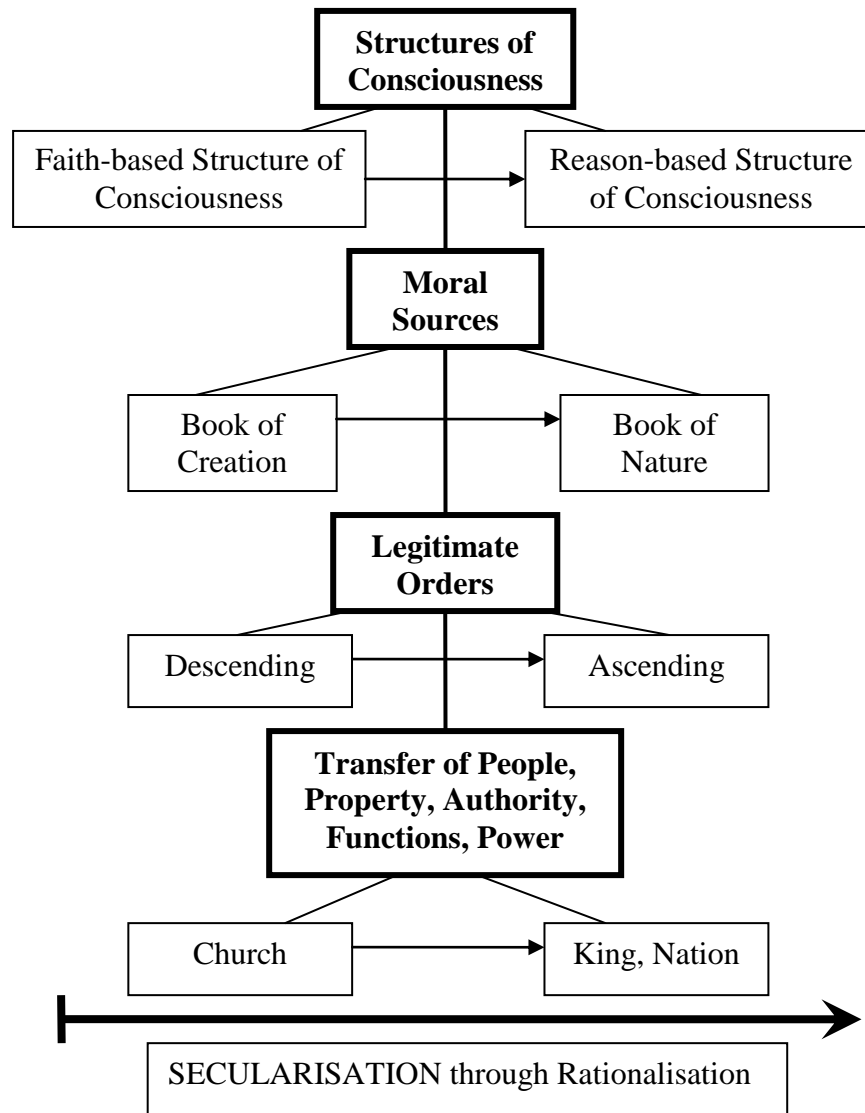 Structures of
Consciousness
Faith-based Structure of
Consciousness
Reason-based Structure
of Consciousness
Moral
Sources
Book of
Creation
Book of
Nature
Legitimate
Orders
Descending
Ascending
Transfer of People,
Property, Authority,
Functions, Power
Church
King, Nation
SECULARISATION through Rationalisation